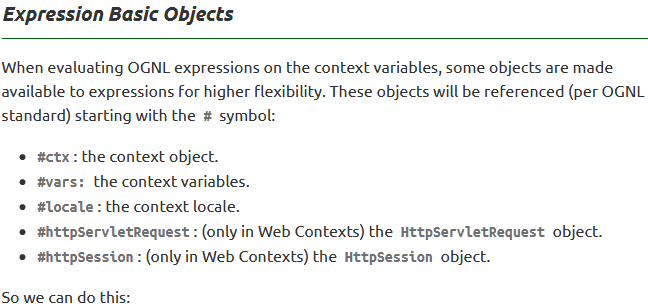 Expression Basic Objects
When evaluating OGNL expressions on the context variables, some objects are made
available to expressions for higher flexibility. These objects will be referenced (per OGNL
standard) starting with the # symbol:
• #ctx : the context object.
• #vars: the context variables.
• #locale : the context locale.
• #httpServletRequest : (only in Web Contexts) the HttpServletRequest object.
• #httpSession : (only in Web Contexts) the HttpSession object.
So we can do this: